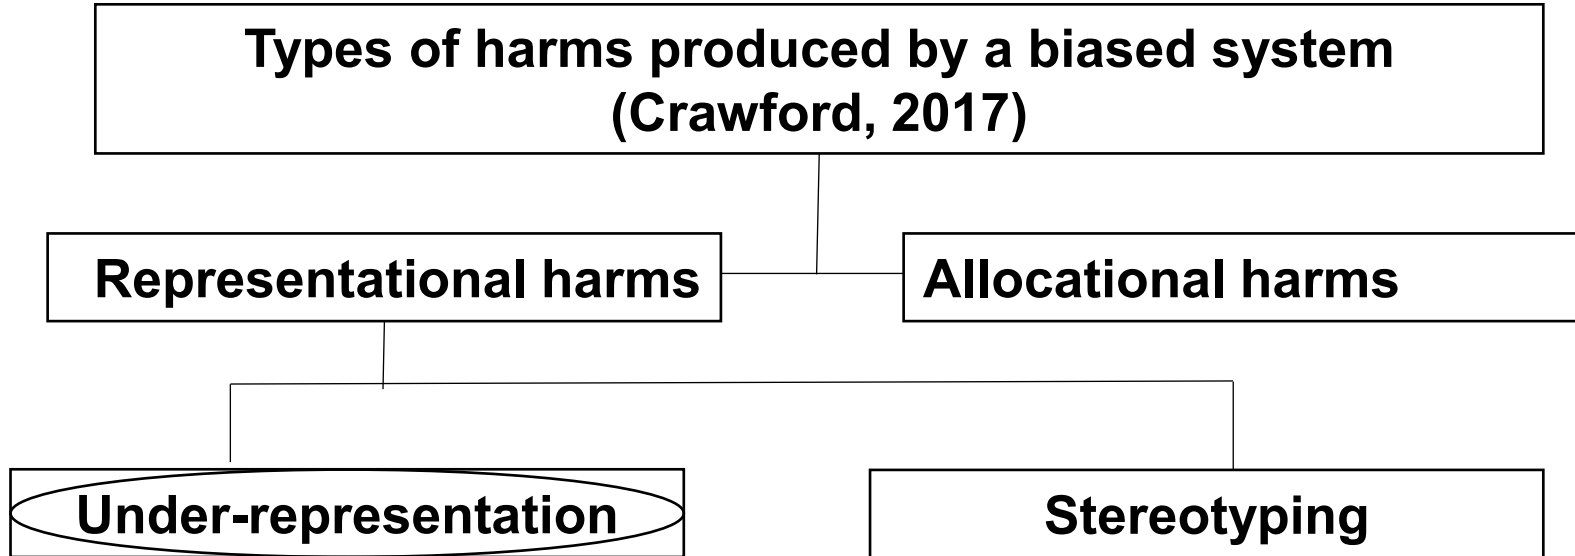 Types of harms produced by a biased system
(Crawford, 2017)
Representational harms
Allocational harms
Under-representation
Stereotyping